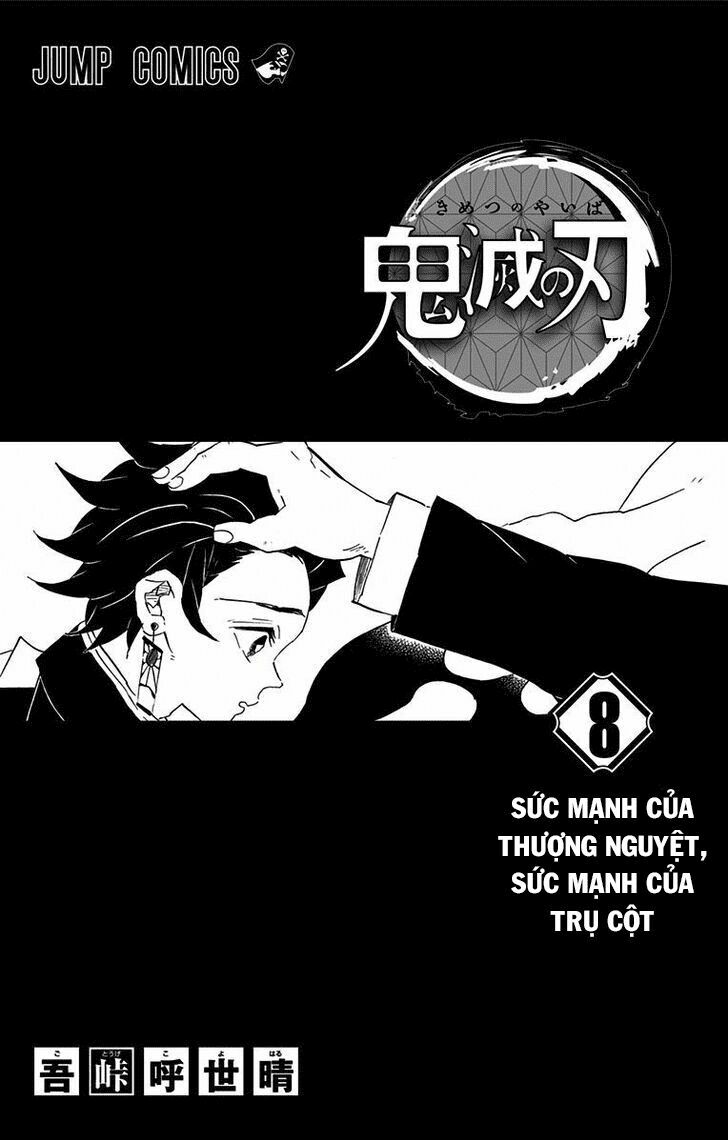 JUMP COMICS
きめつのやいば
鬼滅の刃
8
SỨC MẠNH CỦA
THƯỢNG NGUYỆT,
SỨC MẠNH CỦA
TRỤ CỘT
ご とうげ こ よ はる
吾峠呼世晴